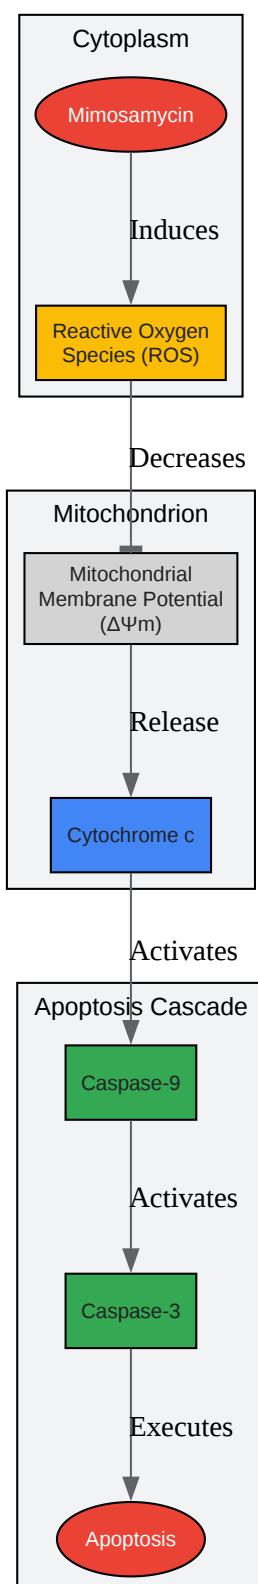 Cytoplasm
Mimosamycin
Induces
Reactive Oxygen
Species (ROS)
Decreases
Mitochondrion
Mitochondrial
Membrane Potential
(ΔΨm)
Release
Cytochrome c
Activates
Apoptosis Cascade
Caspase-9
Activates
Caspase-3
Executes
Apoptosis